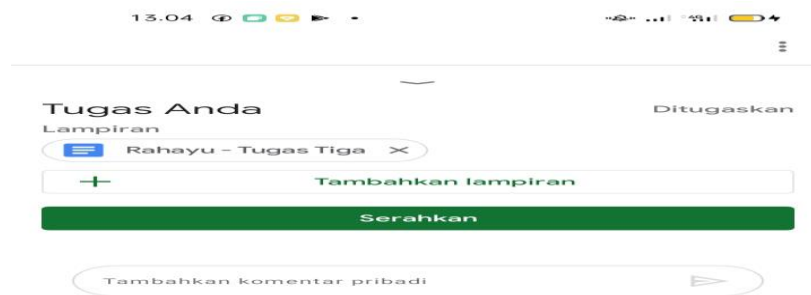 13.04
Tugas Anda
Ditugaskan
Lampiran
Rahayu - Tugas Tiga
Tambahkan lampiran
Serahkan
Tambahkan komentar pribadi